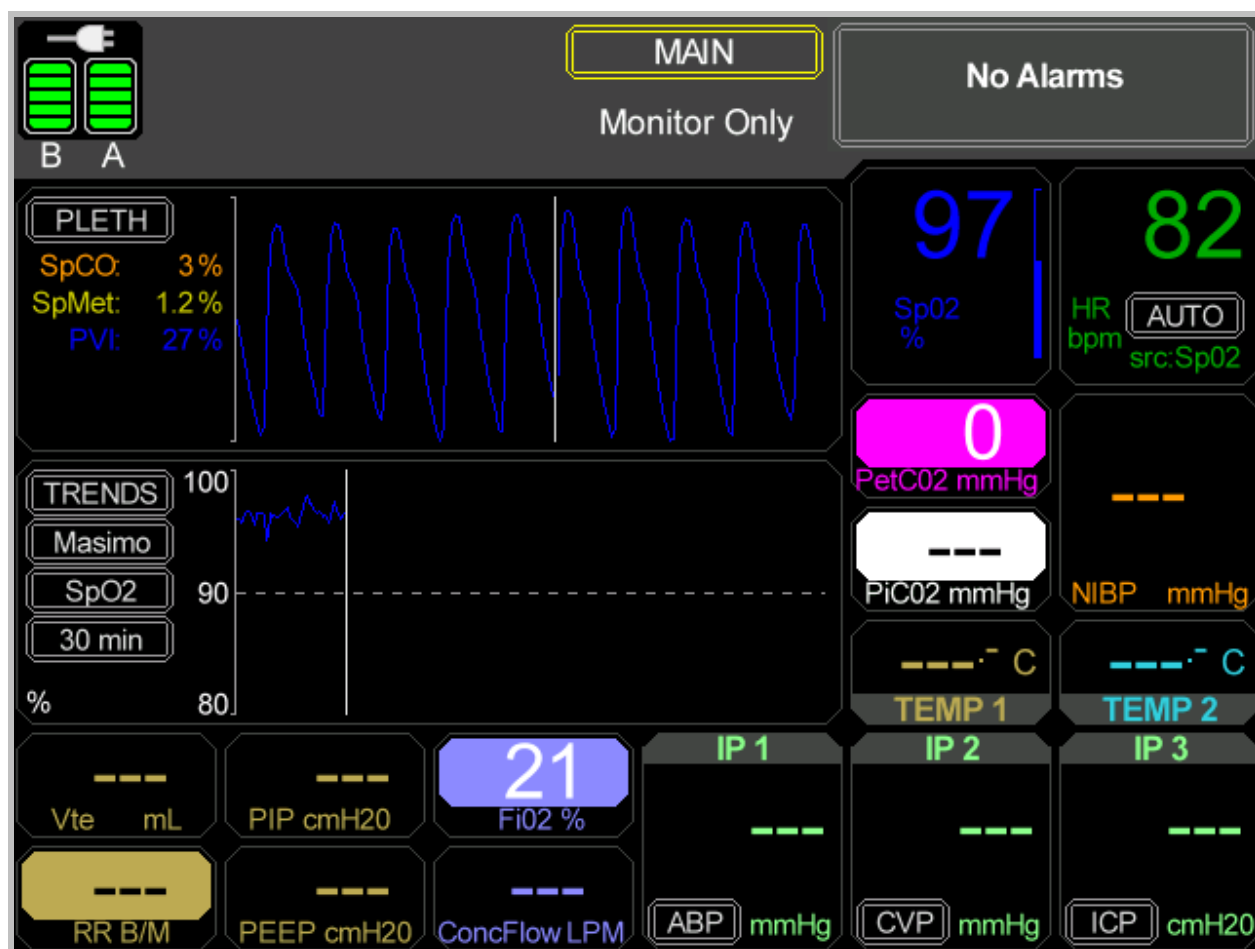 MAIN
No Alarms
Monitor Only
B A
PLETH
SpCO: 3 %
SpMet: 1.2 %
PVI: 27 %
97
Sp02
%
82
HR
bpm
AUTO
src:Sp02
0
PetC02 mmHg
---
PiC02 mmHg
---
NIBP mmHg
TRENDS
Masimo
SpO2
30 min
%
100
90
80
---.- C
TEMP 1
---.- C
TEMP 2
---
Vte mL
---
PIP cmH20
21
Fi02 %
IP 1
---
ABP mmHg
IP 2
---
CVP mmHg
IP 3
---
ICP cmH20
---
RR B/M
---
PEEP cmH20
---
ConcFlow LPM